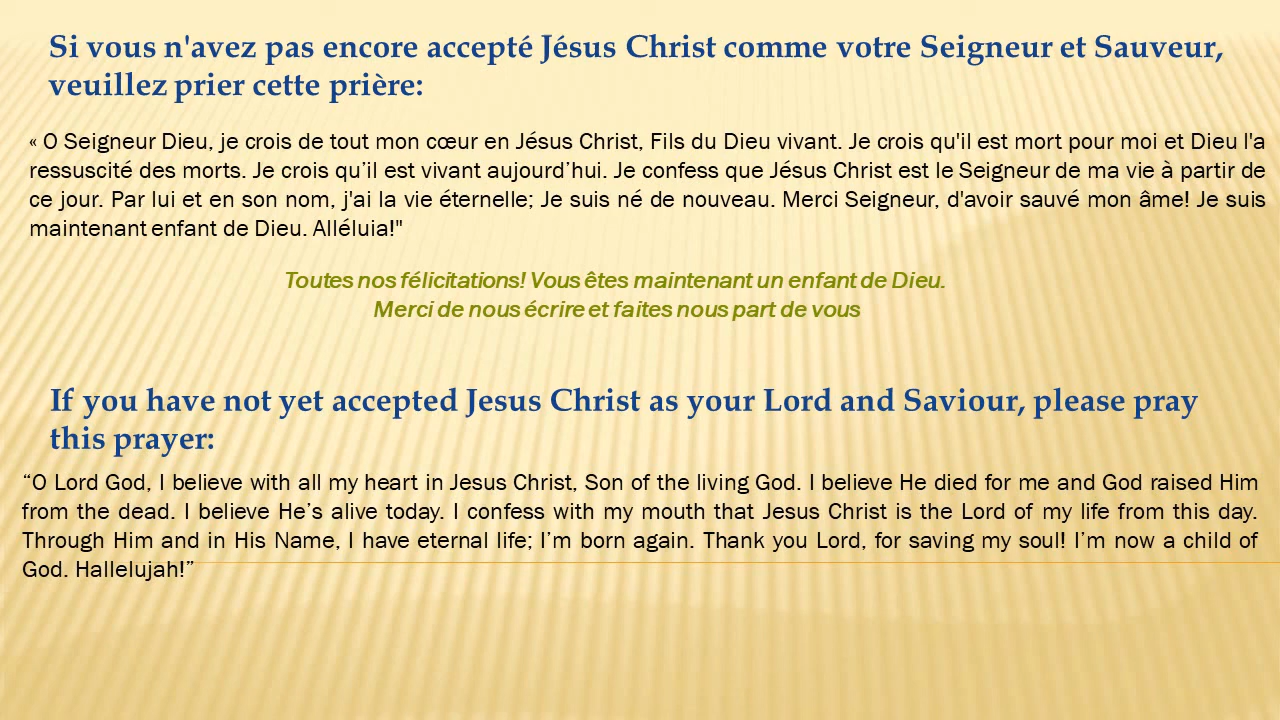 Si vous n'avez pas encore accepté Jésus Christ comme votre Seigneur et Sauveur,
veuillez prier cette prière:
« O Seigneur Dieu, je crois de tout mon cœur en Jésus Christ, Fils du Dieu vivant. Je crois qu'il est mort pour moi et Dieu l'a
ressuscité des morts. Je crois qu’il est vivant aujourd’hui. Je confess que Jésus Christ est le Seigneur de ma vie à partir de
ce jour. Par lui et en son nom, j'ai la vie éternelle; Je suis né de nouveau. Merci Seigneur, d'avoir sauvé mon âme! Je suis
maintenant enfant de Dieu. Alléluia!"
Toutes nos félicitations! Vous êtes maintenant un enfant de Dieu.
Merci de nous écrire et faites nous part de vous
If you have not yet accepted Jesus Christ as your Lord and Saviour, please pray
this prayer:
“O Lord God, I believe with all my heart in Jesus Christ, Son of the living God. I believe He died for me and God raised Him
from the dead. I believe He’s alive today. I confess with my mouth that Jesus Christ is the Lord of my life from this day.
Through Him and in His Name, I have eternal life; I’m born again. Thank you Lord, for saving my soul! I’m now a child of
God. Hallelujah!”